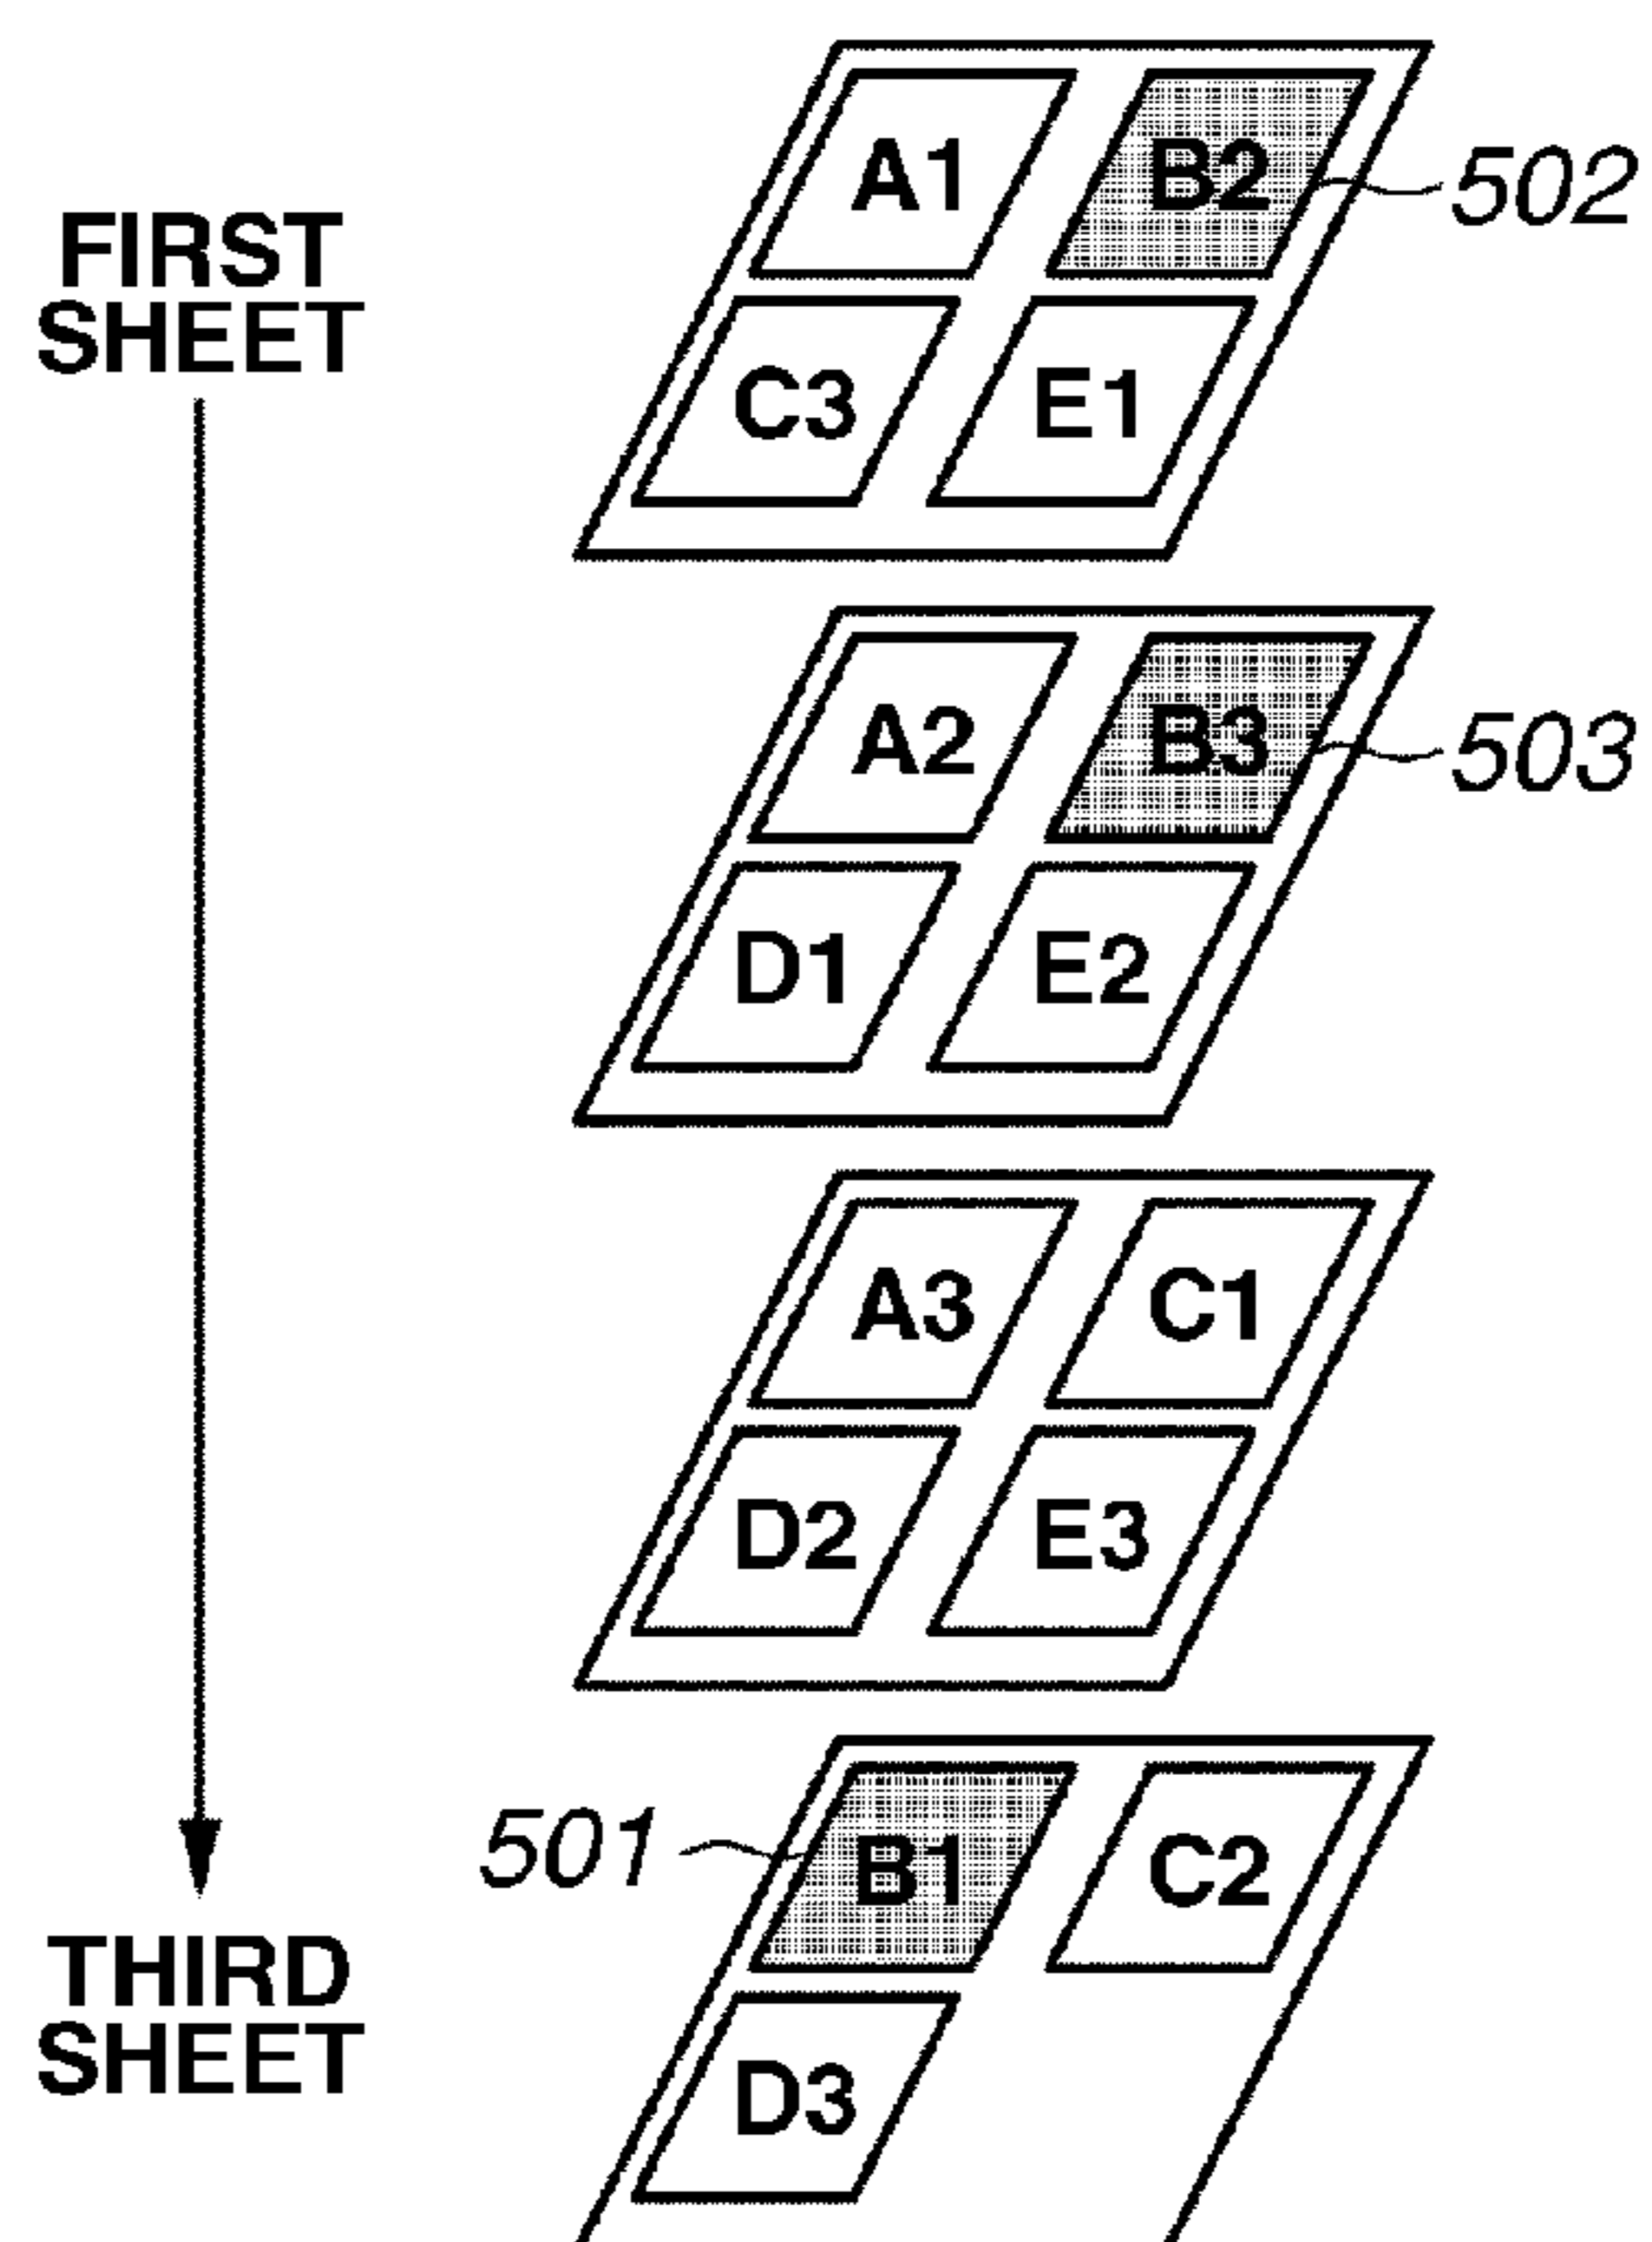 A1 B2 502
FIRST
SHEET
C3 E1
A2 B3 503
D1 E2
A3 C1
D2 E3
501 B1 C2
THIRD
SHEET
D3